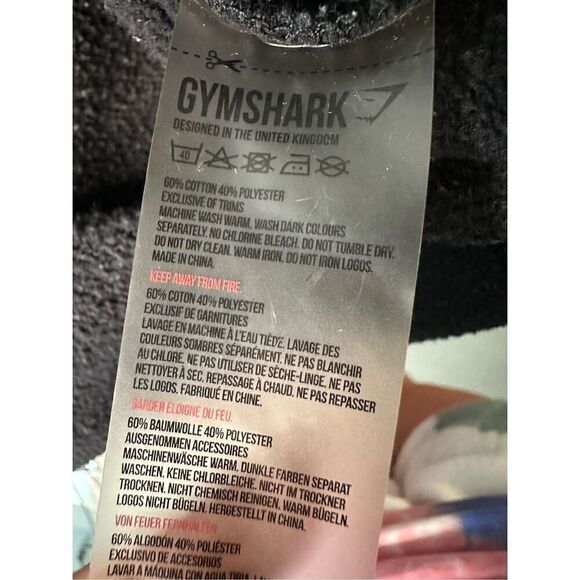 GYMSHARK
DESIGNED IN THE UNITED KINGDOM
40
60% COTTON 40% POLYESTER
EXCLUSIVE OF TRIMS
MACHINE WASH WARM, WASH DARK COLOURS
SEPARATELY. NO CHLORINE BLEACH. DO NOT TUMBLE DRY.
DO NOT DRY CLEAN. WARM IRON. DO NOT IRON LOGOS.
MADE IN CHINA.
KEEP AWAY FROM FIRE.
60% COTON 40% POLYESTER
EXCLUSIF DE GARNITURES
LAVAGE EN MACHINE À L'EAU TIÈDE. LAVAGE DES
COULEURS SOMBRES SÉPARÉMENT. NE PAS BLANCHIR
AU CHLORE. NE PAS UTILISER DE SÈCHE-LINGE. NE PAS
NETTOYER À SEC. REPASSAGE À CHAUD. NE PAS REPASSER
LES LOGOS. FABRIQUÉ EN CHINE.
GARDER ÉLOIGNÉ DU FEU.
60% BAUMWOLLE 40% POLYESTER
AUSGENOMMEN ACCESSOIRES
MASCHINENWÄSCHE WARM. DUNKLE FARBEN SEPARAT
WASCHEN. KEINE CHLORBLEICHE. NICHT IM TROCKNER
TROCKNEN. NICHT CHEMISCH REINIGEN. WARM BÜGELN.
LOGOS NICHT BÜGELN. HERGESTELLT IN CHINA.
VON FEUER FERNHALTEN
60% ALGODÓN 40% POLIÉSTER
EXCLUSIVO DE ACCESORIOS
LAVAR A MÁQUINA CON AGUA TIBIA.